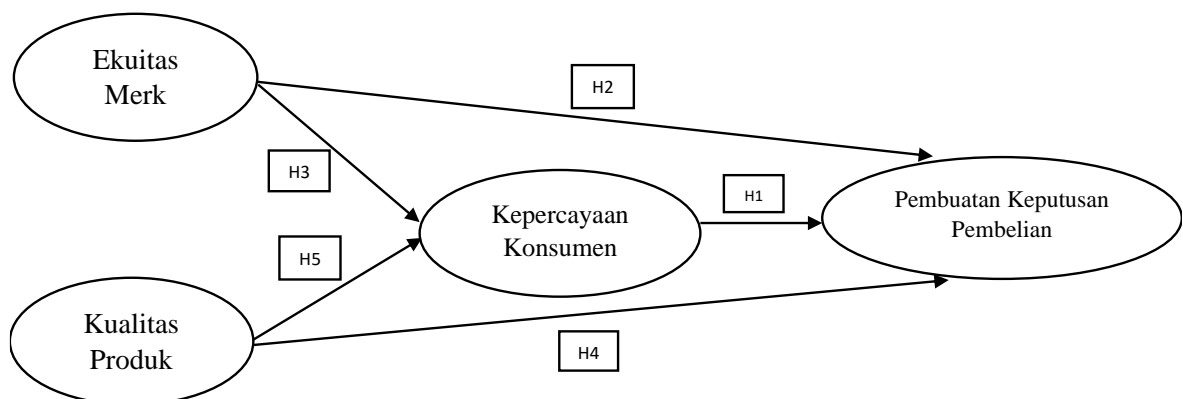 Ekuitas
Merk
H2
H3
Kepercayaan
Konsumen
H1
Pembuatan Keputusan
Pembelian
H5
Kualitas
Produk
H4